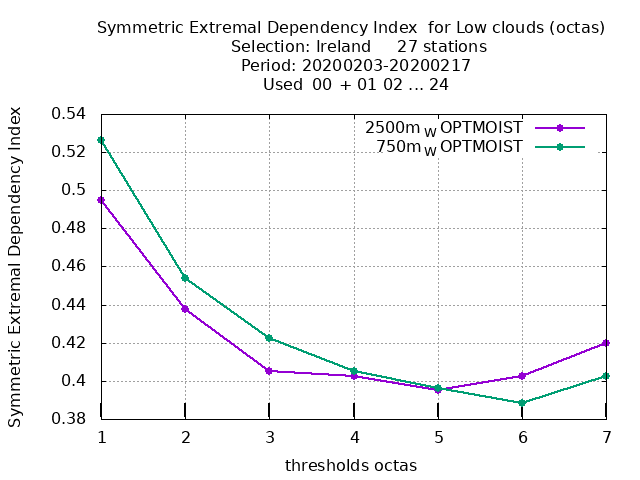 Symmetric Extremal Dependency Index for Low clouds (octas)
Selection: Ireland 27 stations
Period: 20200203-20200217
Used 00 + 01 02 ... 24
Symmetric Extremal Dependency Index
0.54
0.52
0.5
0.48
0.46
0.44
0.42
0.4
0.38
2500m W OPTMOIST
750m W OPTMOIST
1 2 3 4 5 6 7
thresholds octas